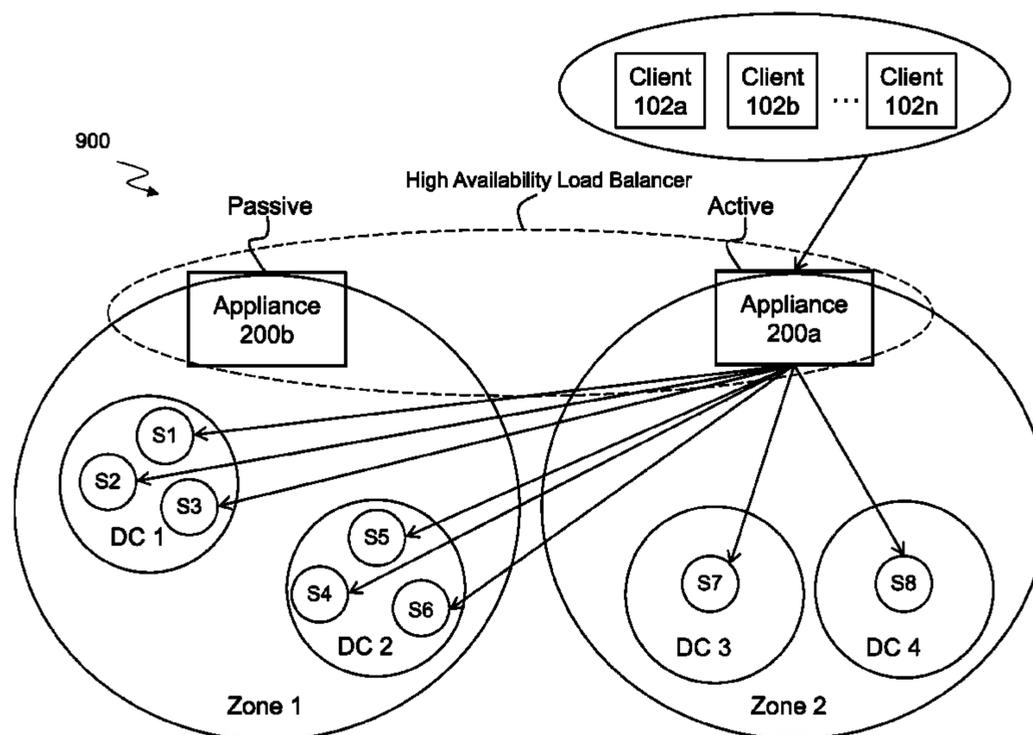 Client
102a
Client
102b
...
Client
102n
900
High Availability Load Balancer
Passive
Active
Appliance
200b
Appliance
200a
S1
S2
S3
DC 1
S5
S4
S6
DC 2
S7
DC 3
S8
DC 4
Zone 1
Zone 2